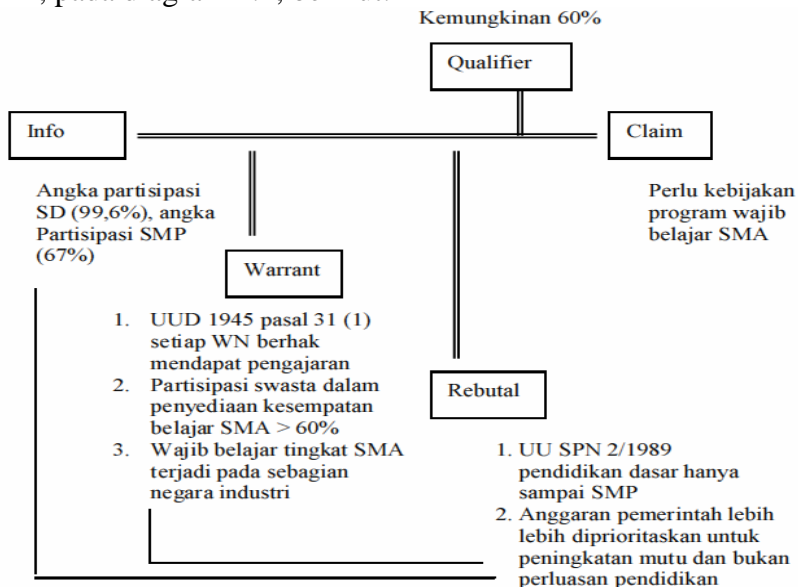 Kemungkinan 60%
Qualifier
Info
Claim
Angka partisipasi
SD (99,6%), angka
Partisipasi SMP
(67%)
Perlu kebijakan
program wajib
belajar SMA
Warrant
1. UUD 1945 pasal 31 (1)
setiap WN berhak
mendapat pengajaran
2. Partisipasi swasta dalam
penyediaan kesempatan
belajar SMA > 60%
3. Wajib belajar tingkat SMA
terjadi pada sebagian
negara industri
Rebutal
1. UU SPN 2/1989
pendidikan dasar hanya
sampai SMP
2. Anggaran pemerintah lebih
lebih diprioritaskan untuk
peningkatan mutu dan bukan
perluasan pendidikan